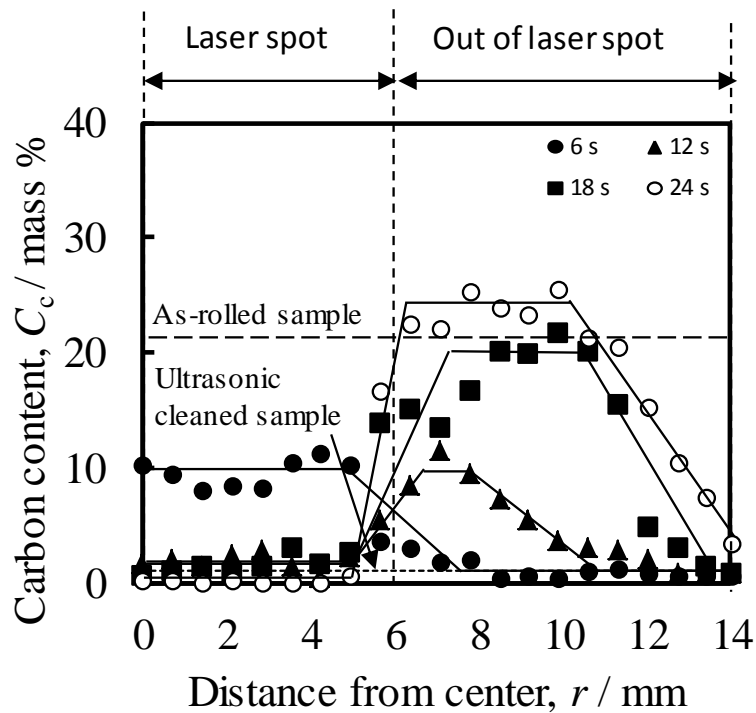 Laser spot
Out of laser spot
Carbon content, Cc / mass %
40
30
20
10
0
6 s
12 s
18 s
24 s
As-rolled sample
Ultrasonic
cleaned sample
0 2 4 6 8 10 12 14
Distance from center, r / mm